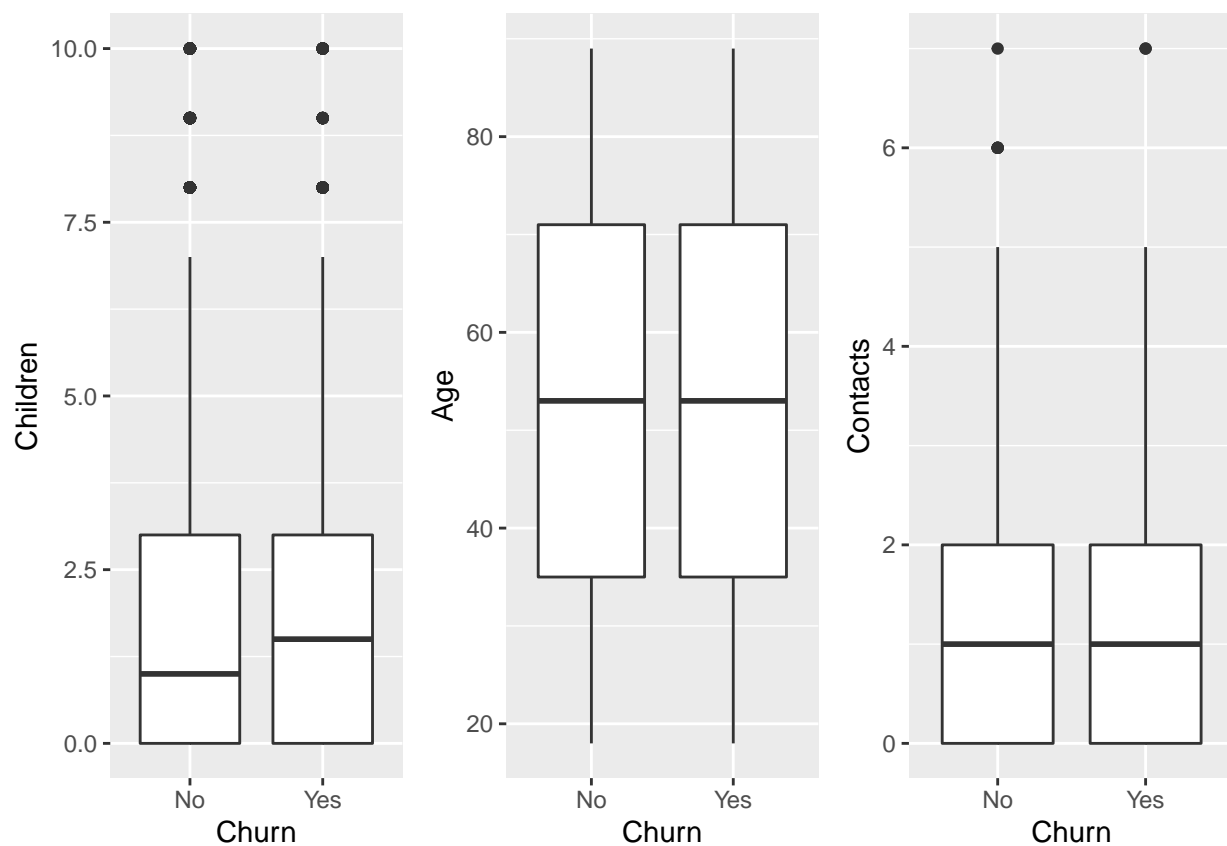 Children
10.0
7.5
5.0
2.5
0.0
No Yes
Churn
Age
80
60
40
20
No Yes
Churn
Contacts
6
4
2
0
No Yes
Churn